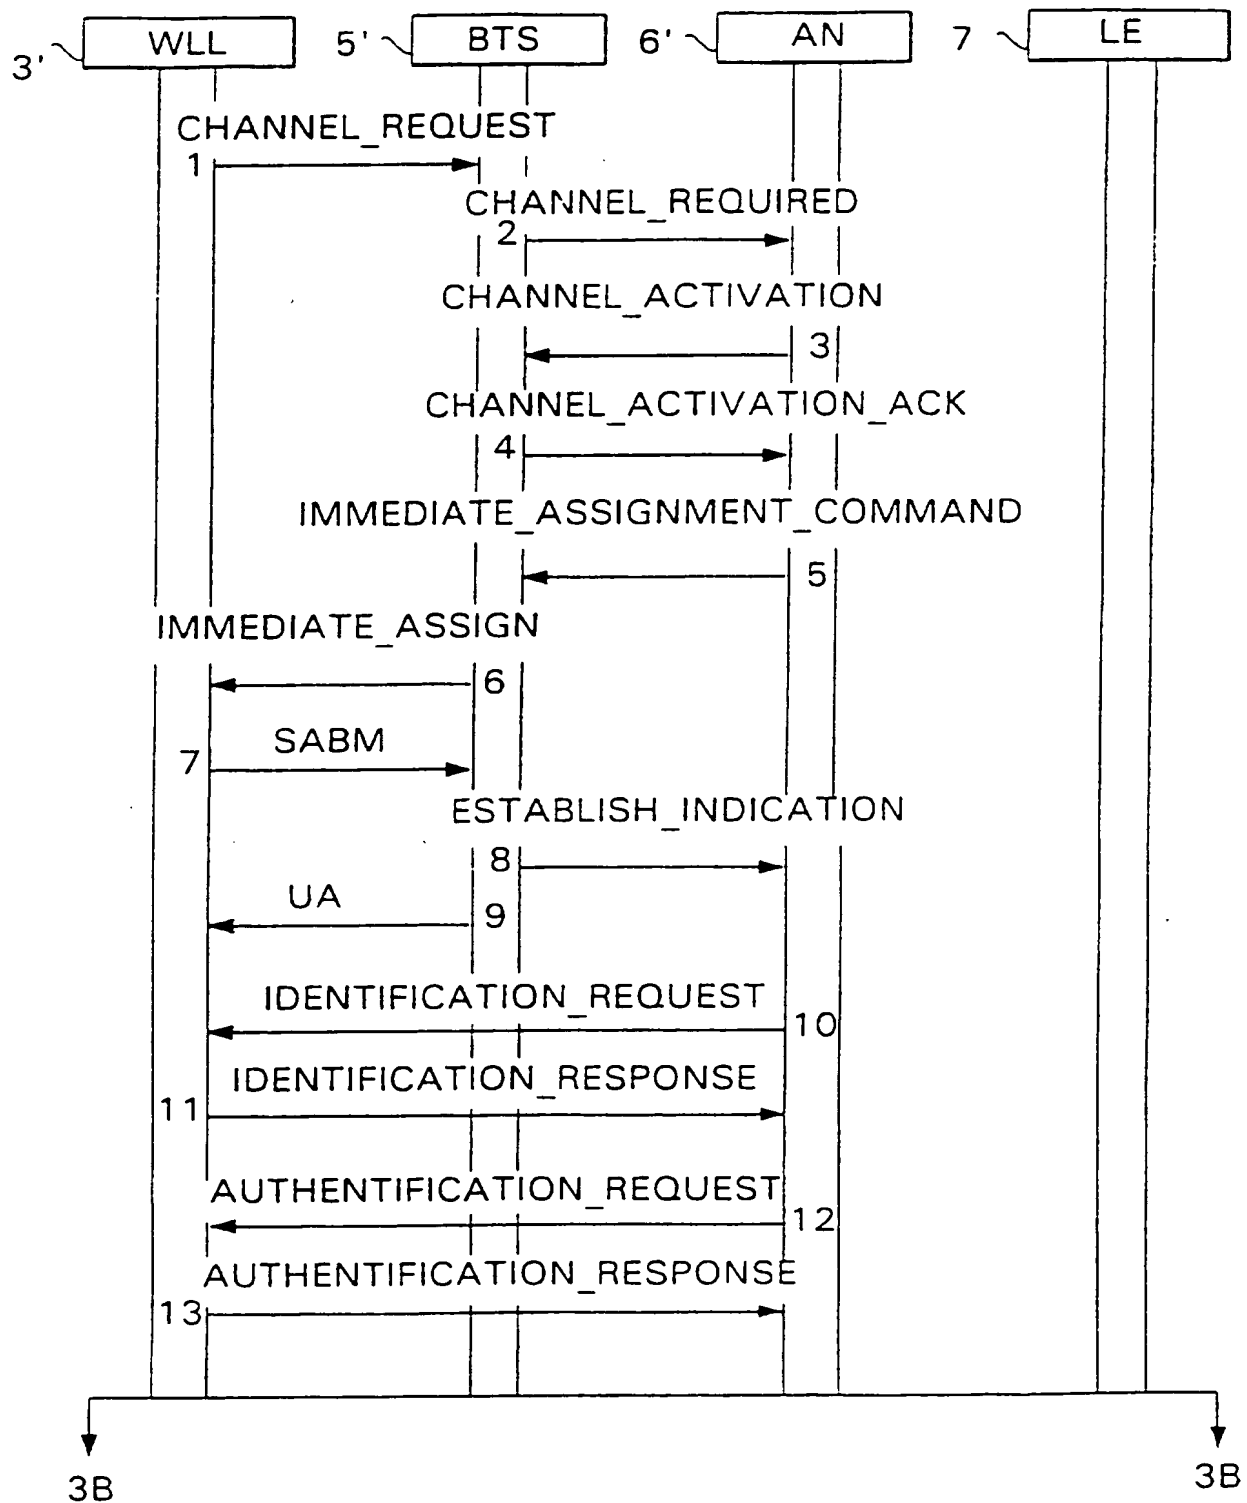 3' WLL 5' BTS 6' AN 7 LE
CHANNEL_REQUEST
1
CHANNEL_REQUIRED
2
CHANNEL_ACTIVATION
3
CHANNEL_ACTIVATION_ACK
4
IMMEDIATE_ASSIGNMENT_COMMAND
5
IMMEDIATE_ASSIGN
6
SABM
7
ESTABLISH_INDICATION
8
UA
9
IDENTIFICATION_REQUEST
10
IDENTIFICATION_RESPONSE
11
AUTHENTIFICATION_REQUEST
12
AUTHENTIFICATION_RESPONSE
13
3B 3B